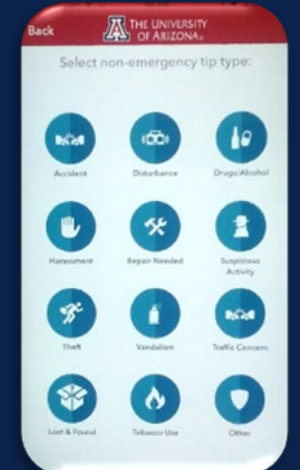 Back
THE UNIVERSITY
OF ARIZONA®
Select non-emergency tip type:
Accident
Disturbance
Drugs/Alcohol
Harassment
Repair Needed
Suspicious
Activity
Theft
Vandalism
Traffic Concern
Lost & Found
Tobacco Use
Other